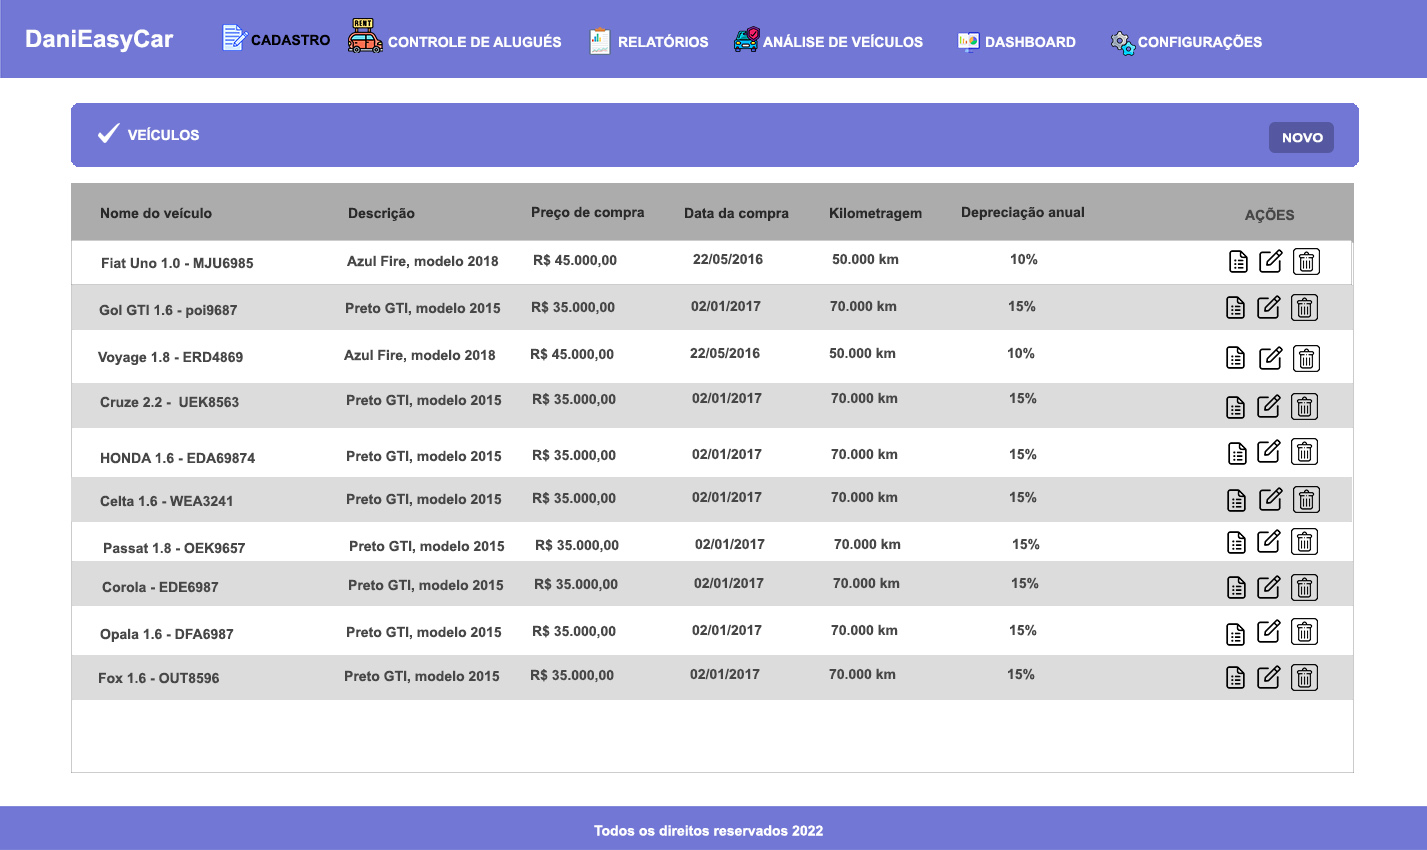 DaniEasyCar CADASTRO RENT CONTROLE DE ALUGUÉS RELATÓRIOS ANÁLISE DE VEÍCULOS DASHBOARD CONFIGURAÇÕES
VEÍCULOS NOVO
Nome do veículo Descrição Preço de compra Data da compra Kilometragem Depreciação anual AÇÕES
Fiat Uno 1.0 - MJU6985 Azul Fire, modelo 2018 R$ 45.000,00 22/05/2016 50.000 km 10%
Gol GTI 1.6 - poi9687 Preto GTI, modelo 2015 R$ 35.000,00 02/01/2017 70.000 km 15%
Voyage 1.8 - ERD4869 Azul Fire, modelo 2018 R$ 45.000,00 22/05/2016 50.000 km 10%
Cruze 2.2 - UEK8563 Preto GTI, modelo 2015 R$ 35.000,00 02/01/2017 70.000 km 15%
HONDA 1.6 - EDA69874 Preto GTI, modelo 2015 R$ 35.000,00 02/01/2017 70.000 km 15%
Celta 1.6 - WEA3241 Preto GTI, modelo 2015 R$ 35.000,00 02/01/2017 70.000 km 15%
Passat 1.8 - OEK9657 Preto GTI, modelo 2015 R$ 35.000,00 02/01/2017 70.000 km 15%
Corola - EDE6987 Preto GTI, modelo 2015 R$ 35.000,00 02/01/2017 70.000 km 15%
Opala 1.6 - DFA6987 Preto GTI, modelo 2015 R$ 35.000,00 02/01/2017 70.000 km 15%
Fox 1.6 - OUT8596 Preto GTI, modelo 2015 R$ 35.000,00 02/01/2017 70.000 km 15%
Todos os direitos reservados 2022